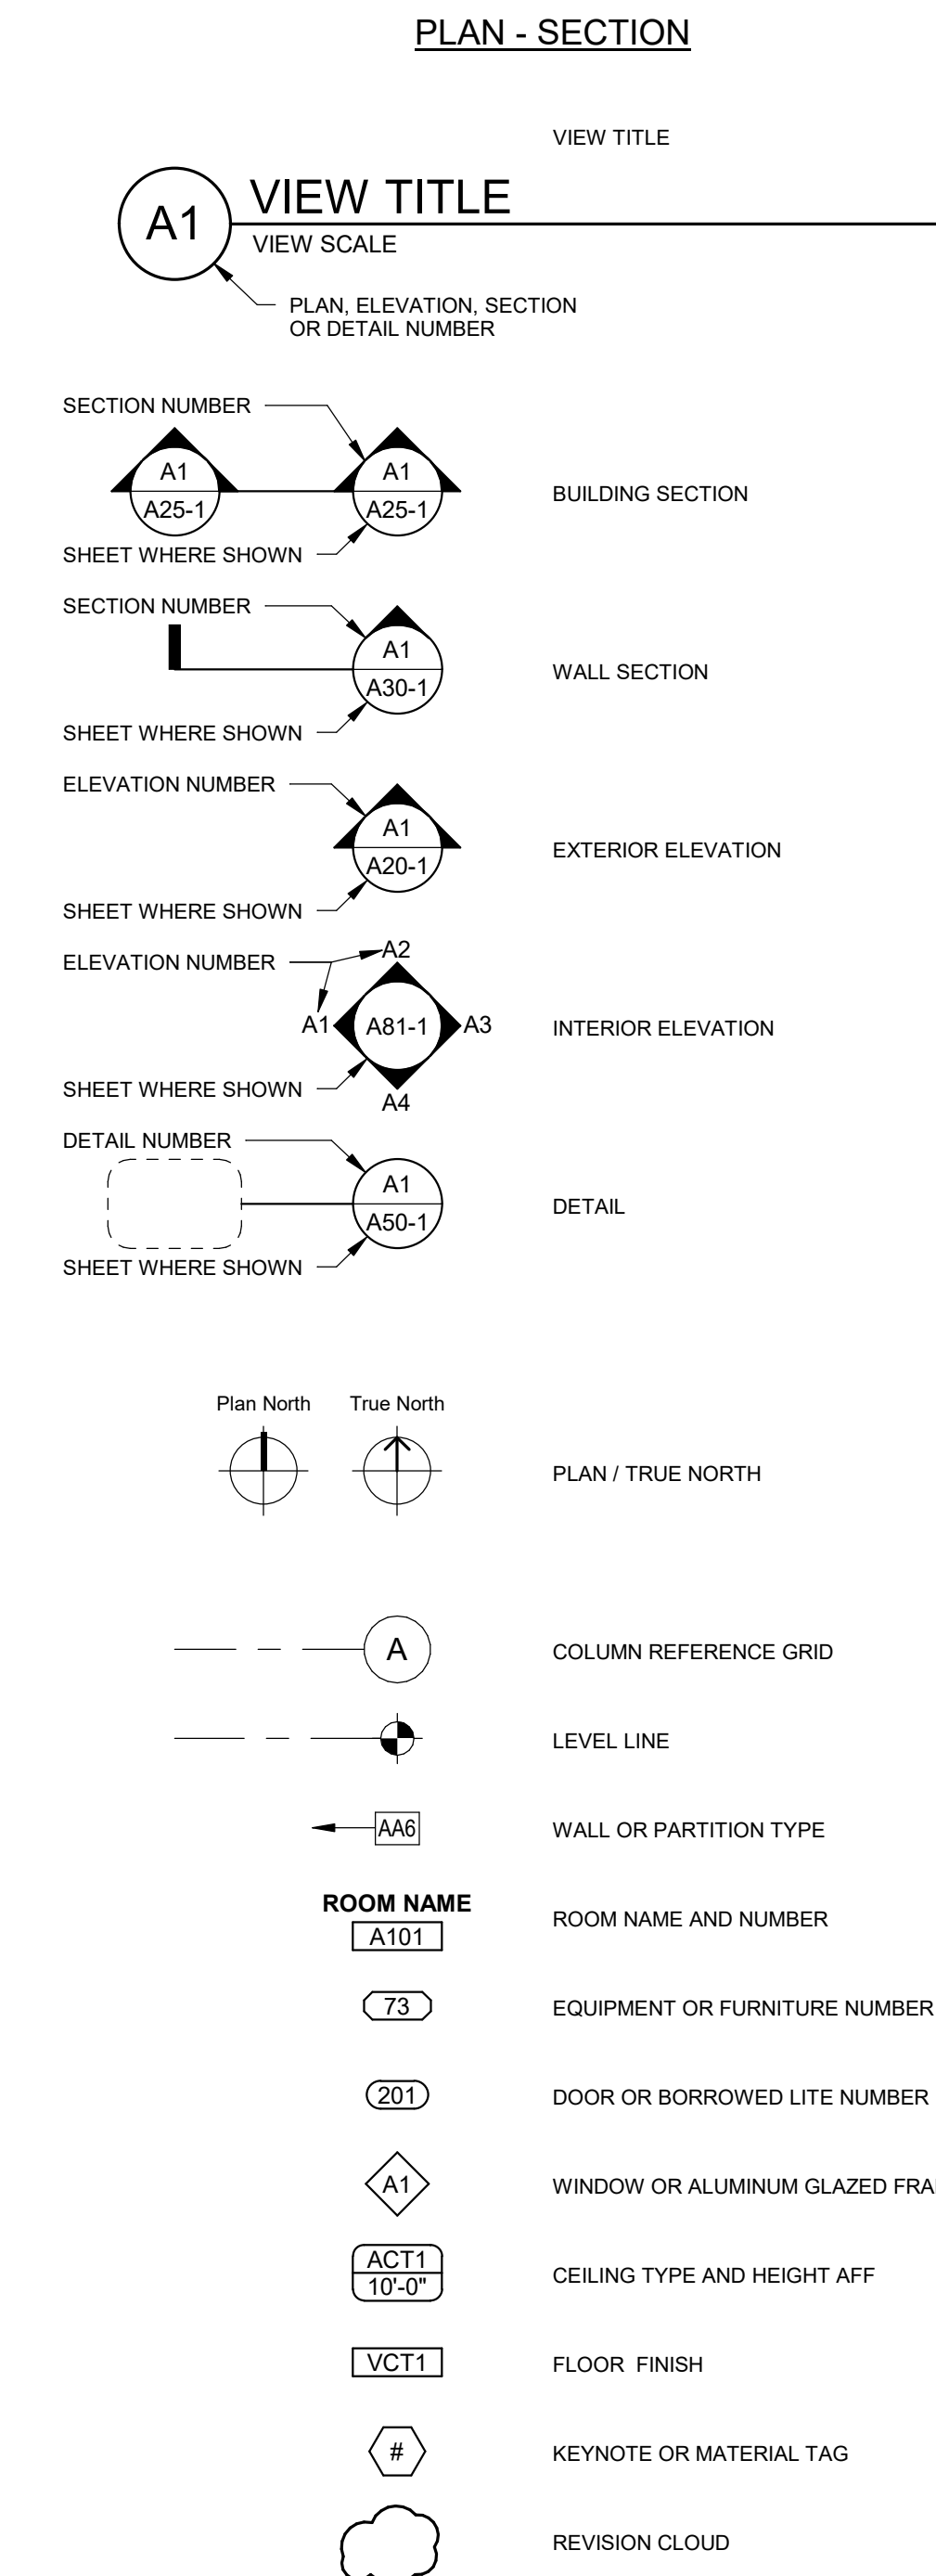 PLAN - SECTION
VIEW TITLE
A1
VIEW TITLE
VIEW SCALE
PLAN, ELEVATION, SECTION
OR DETAIL NUMBER
SECTION NUMBER
A1
A25-1
A1
A25-1
BUILDING SECTION
SHEET WHERE SHOWN
SECTION NUMBER
A1
A30-1
WALL SECTION
SHEET WHERE SHOWN
ELEVATION NUMBER
A1
A20-1
EXTERIOR ELEVATION
SHEET WHERE SHOWN
ELEVATION NUMBER
A2
A1
A81-1
A3
INTERIOR ELEVATION
SHEET WHERE SHOWN
A4
DETAIL NUMBER
A1
A50-1
DETAIL
SHEET WHERE SHOWN
Plan North
True North
PLAN / TRUE NORTH
A
COLUMN REFERENCE GRID
LEVEL LINE
AA6
WALL OR PARTITION TYPE
ROOM NAME
A101
ROOM NAME AND NUMBER
73
EQUIPMENT OR FURNITURE NUMBER
201
DOOR OR BORROWED LITE NUMBER
A1
WINDOW OR ALUMINUM GLAZED
ACT1
10'-0"
CEILING TYPE AND HEIGHT AFF
VCT1
FLOOR FINISH
#
KEYNOTE OR MATERIAL TAG
REVISION CLOUD